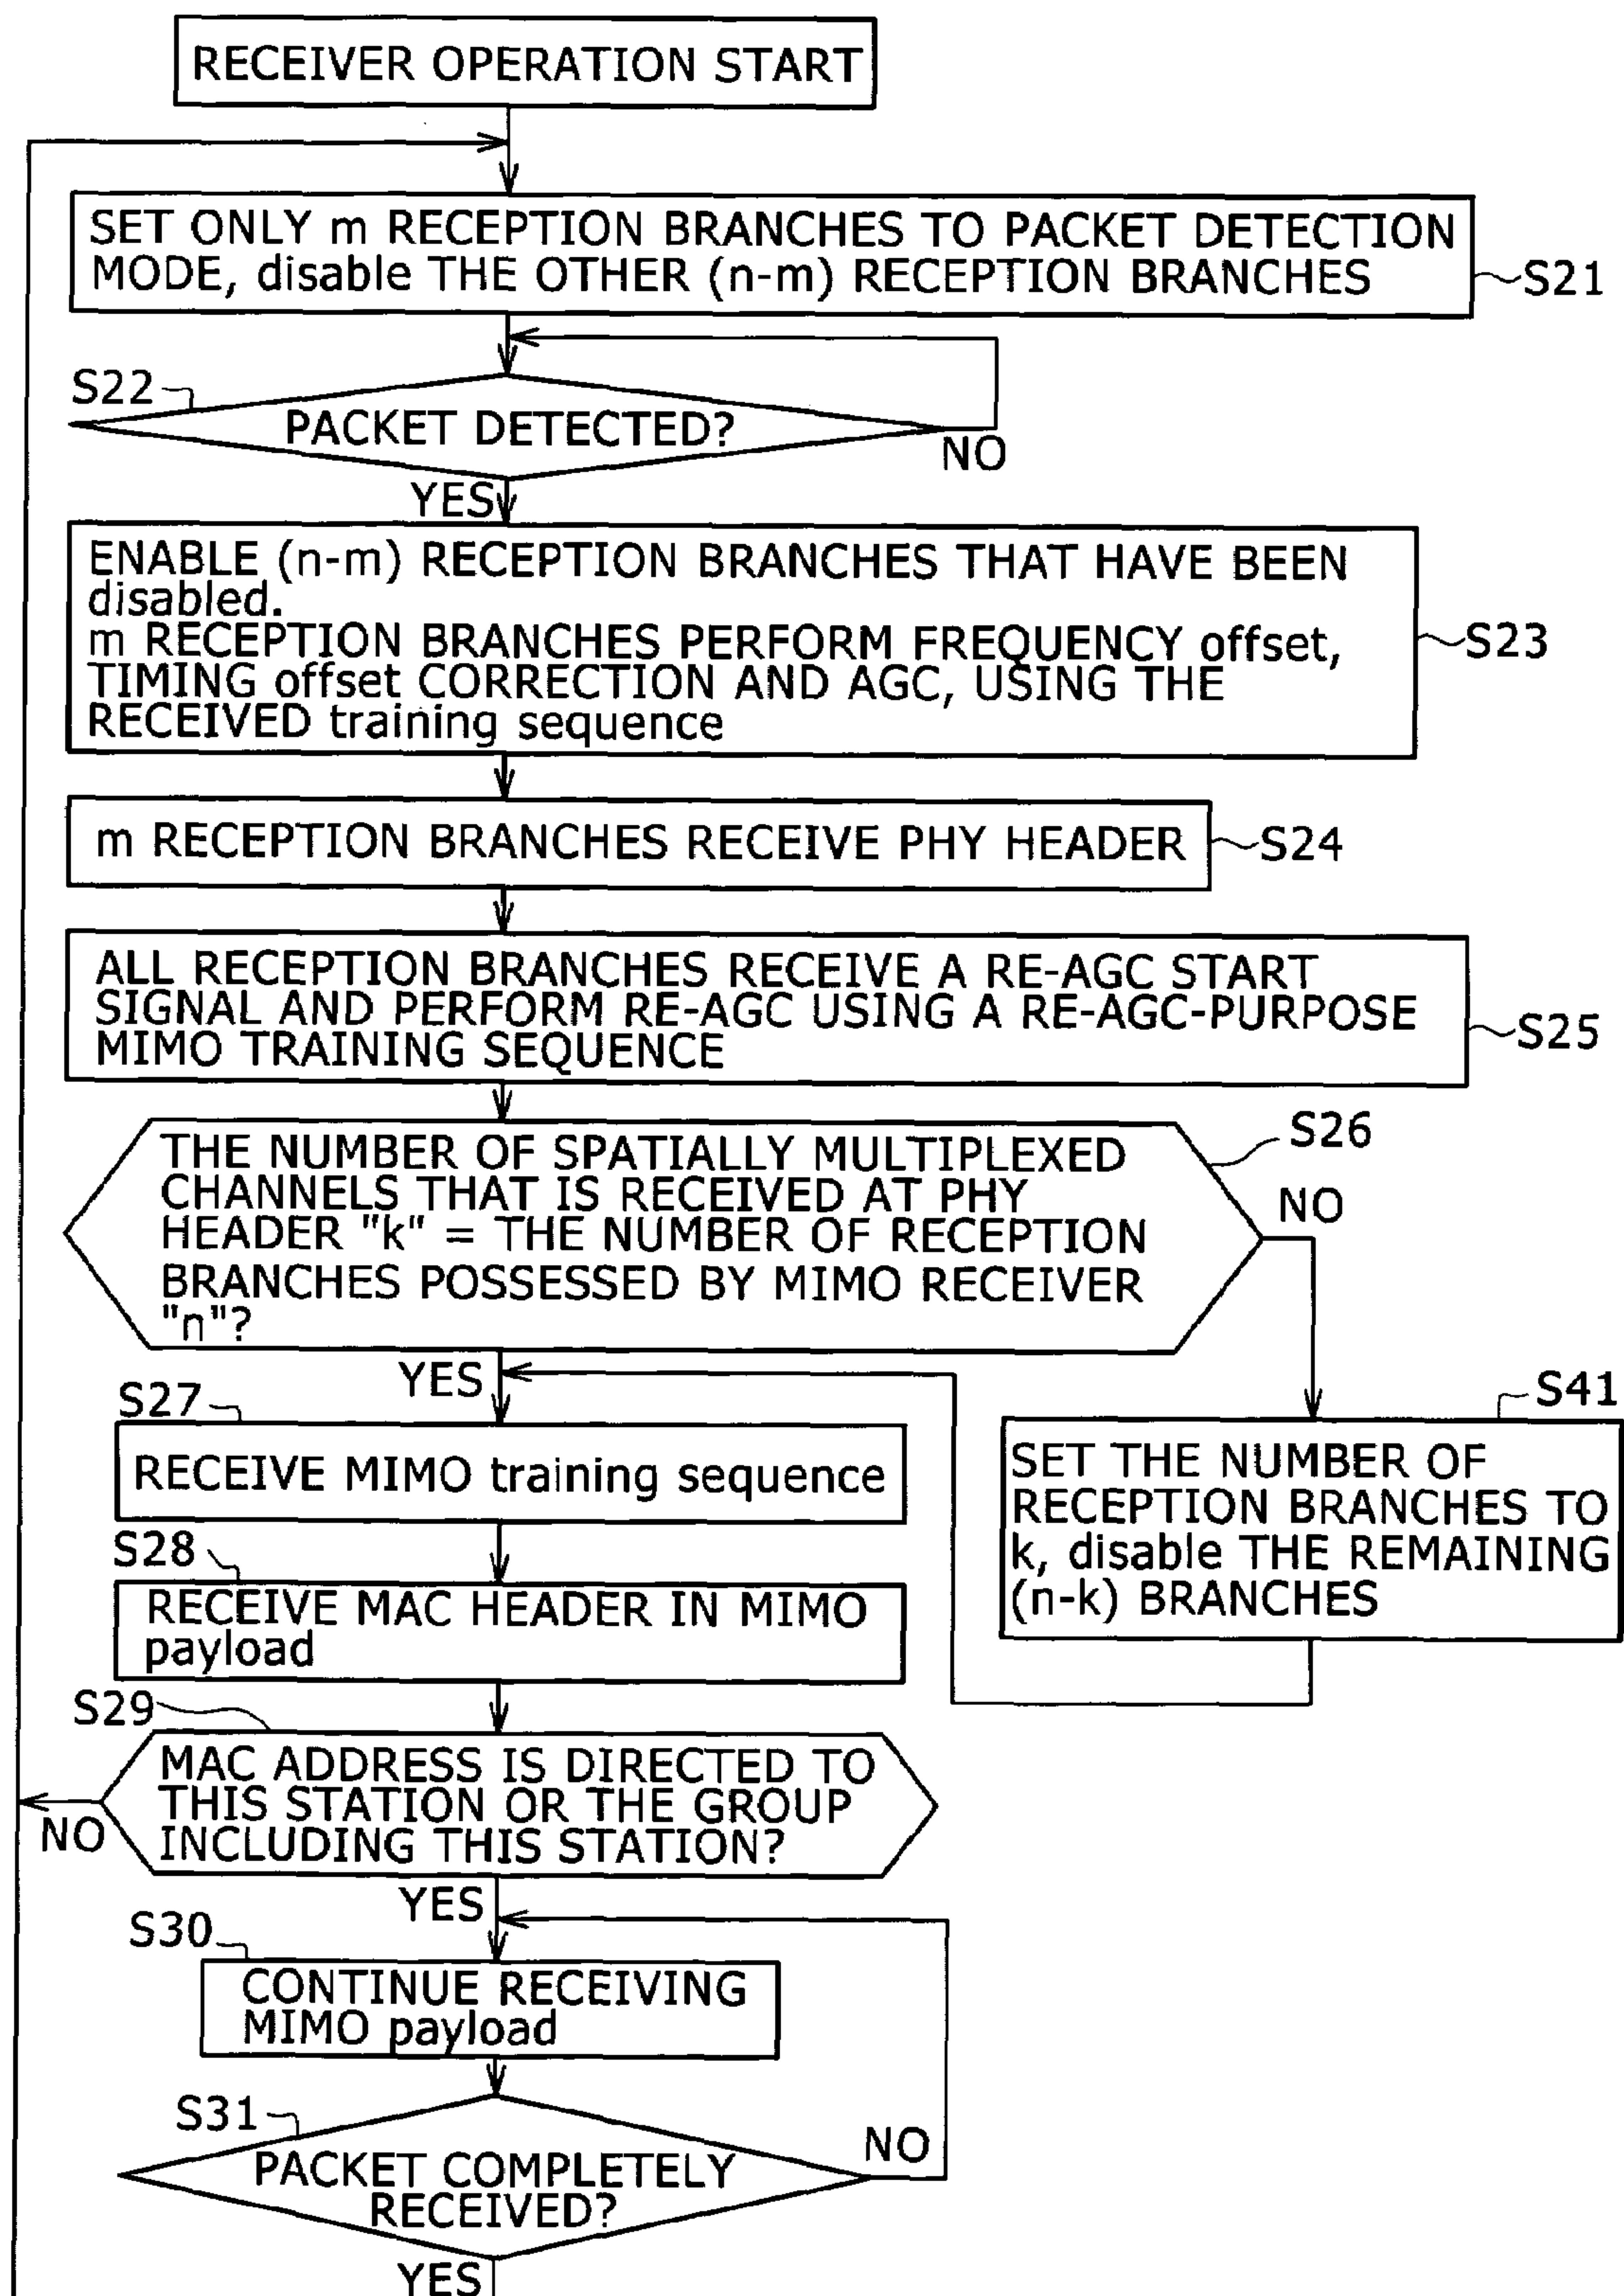 RECEIVER OPERATION START
SET ONLY m RECEPTION BRANCHES TO PACKET DETECTION
MODE, disable THE OTHER (n-m) RECEPTION BRANCHES
S21
S22
PACKET DETECTED?
NO
YES
ENABLE (n-m) RECEPTION BRANCHES THAT HAVE BEEN
disabled.
m RECEPTION BRANCHES PERFORM FREQUENCY offset,
TIMING offset CORRECTION AND AGC, USING THE
RECEIVED training sequence
S23
m RECEPTION BRANCHES RECEIVE PHY HEADER
S24
ALL RECEPTION BRANCHES RECEIVE A RE-AGC START
SIGNAL AND PERFORM RE-AGC USING A RE-AGC-PURPOSE
MIMO TRAINING SEQUENCE
S25
THE NUMBER OF SPATIALLY MULTIPLEXED
CHANNELS THAT IS RECEIVED AT PHY
HEADER "k" = THE NUMBER OF RECEPTION
BRANCHES POSSESSED BY MIMO RECEIVER
"n"?
S26
NO
YES
S27
RECEIVE MIMO training sequence
S41
SET THE NUMBER OF
RECEPTION BRANCHES TO
k, disable THE REMAINING
(n-k) BRANCHES
S28
RECEIVE MAC HEADER IN MIMO
payload
S29
MAC ADDRESS IS DIRECTED TO
THIS STATION OR THE GROUP
INCLUDING THIS STATION?
NO
YES
S30
CONTINUE RECEIVING
MIMO payload
S31
PACKET COMPLETELY
RECEIVED?
NO
YES